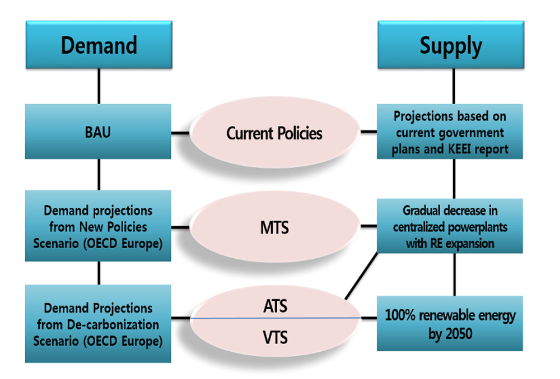 Demand
Supply
BAU
Current Policies
Projections based on
current government
plans and KEEI report
Demand projections
from New Policies
Scenario (OECD Europe)
MTS
Gradual decrease in
centralized powerplants
with RE expansion
Demand Projections
from De-carbonization
Scenario (OECD Europe)
ATS
VTS
100% renewable energy
by 2050